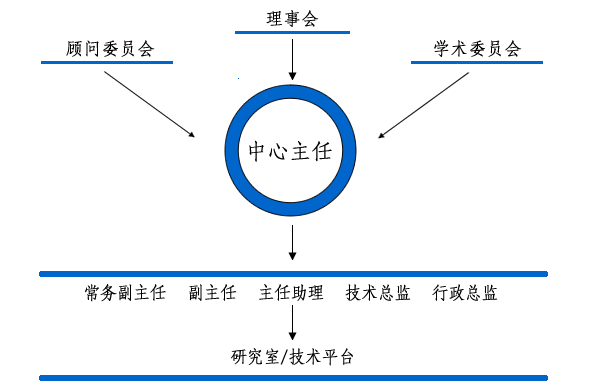 理事会
顾问委员会
学术委员会
中心主任
常务副主任 副主任 主任助理 技术总监 行政总监
研究室/技术平台